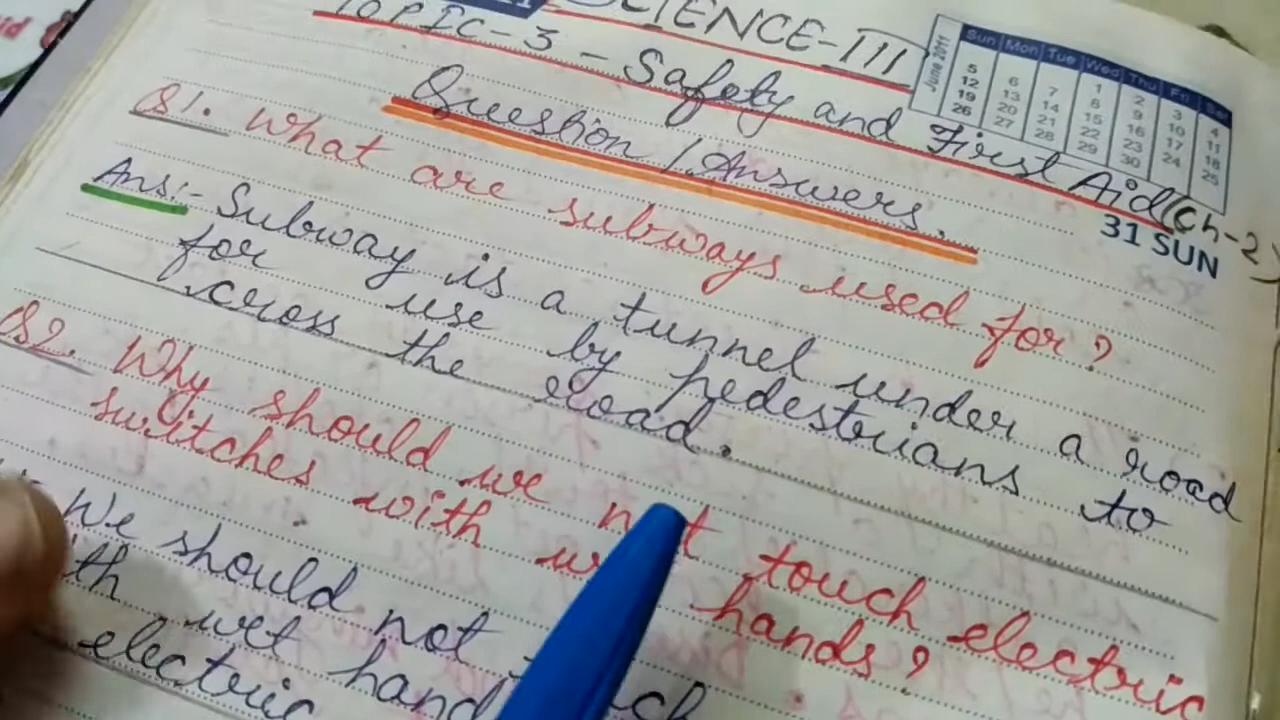 SCIENCE-III
TOPIC-3 - Safety and First Aid (Ch-2)
Question / Answers.
June 2011
Sun Mon Tue Wed Thu Fri Sat
1 2 3 4
5 6 7 8 9 10 11
12 13 14 15 16 17 18
19 20 21 22 23 24 25
26 27 28 29 30
31 SUN
Q1. What are subways used for?
Ans:- Subway is a tunnel under a road
for use by pedestrians to
cross the road.
Q2. Why should we not touch electric
switches with hands?
We should not
wet
electric